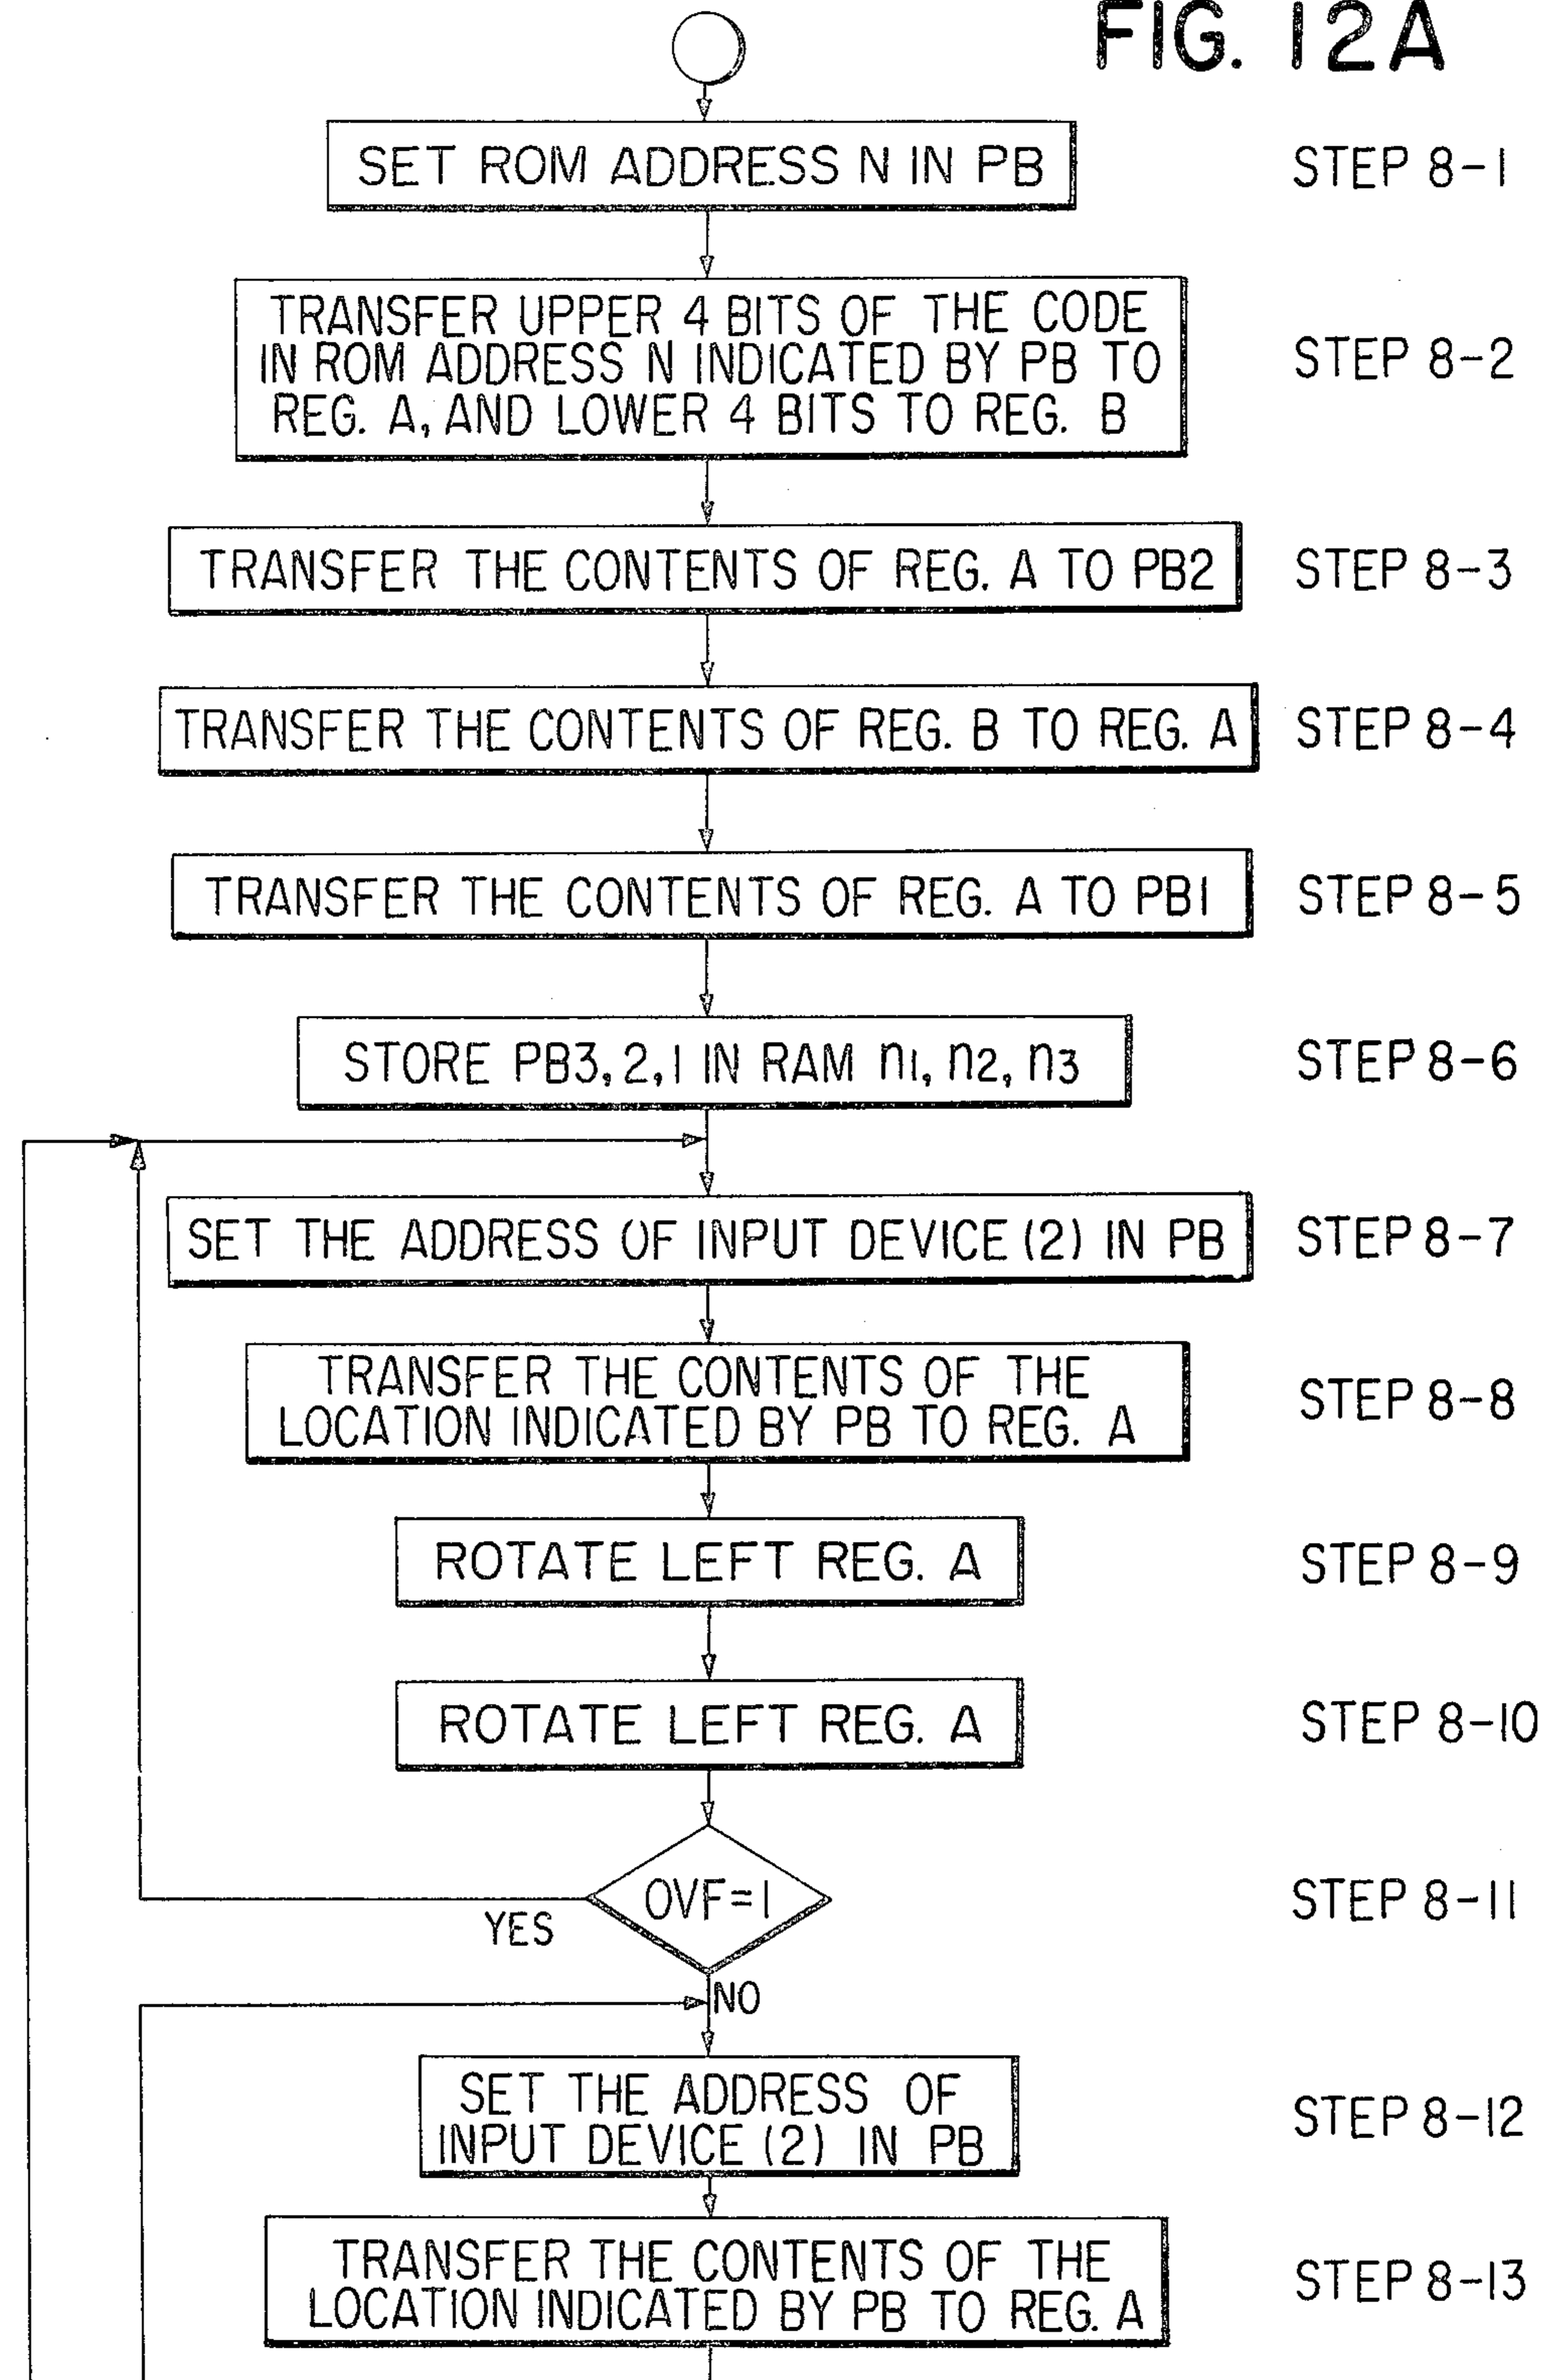 FIG. 12A
SET ROM ADDRESS N IN PB
STEP 8-1
TRANSFER UPPER 4 BITS OF THE CODE
IN ROM ADDRESS N INDICATED BY PB TO
REG. A, AND LOWER 4 BITS TO REG. B
STEP 8-2
TRANSFER THE CONTENTS OF REG. A TO PB2
STEP 8-3
TRANSFER THE CONTENTS OF REG. B TO REG. A
STEP 8-4
TRANSFER THE CONTENTS OF REG. A TO PB1
STEP 8-5
STORE PB3, 2, 1 IN RAM n1, n2, n3
STEP 8-6
SET THE ADDRESS OF INPUT DEVICE (2) IN PB
STEP 8-7
TRANSFER THE CONTENTS OF THE
LOCATION INDICATED BY PB TO REG. A
STEP 8-8
ROTATE LEFT REG. A
STEP 8-9
ROTATE LEFT REG. A
STEP 8-10
OVF=1
STEP 8-11
YES
NO
SET THE ADDRESS OF
INPUT DEVICE (2) IN PB
STEP 8-12
TRANSFER THE CONTENTS OF THE
LOCATION INDICATED BY PB TO REG. A
STEP 8-13